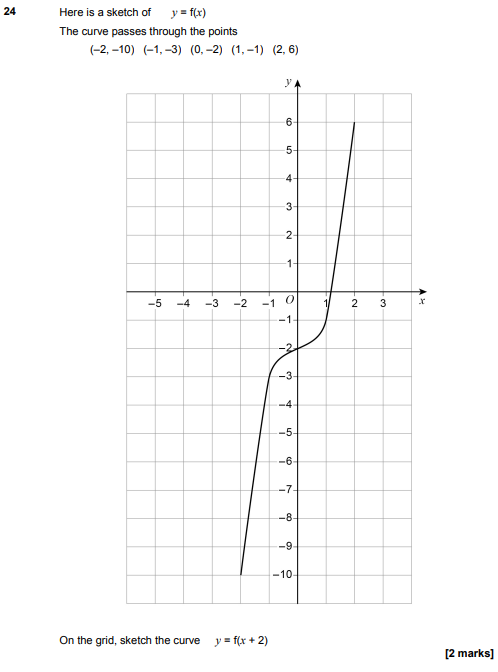 24 Here is a sketch of y = f(x)
The curve passes through the points
(–2, –10) (–1, –3) (0, –2) (1, –1) (2, 6)
y
6
5
4
3
2
1
–5 –4 –3 –2 –1 O 1 2 3 x
–1
–2
–3
–4
–5
–6
–7
–8
–9
–10
On the grid, sketch the curve y = f(x + 2)
[2 marks]